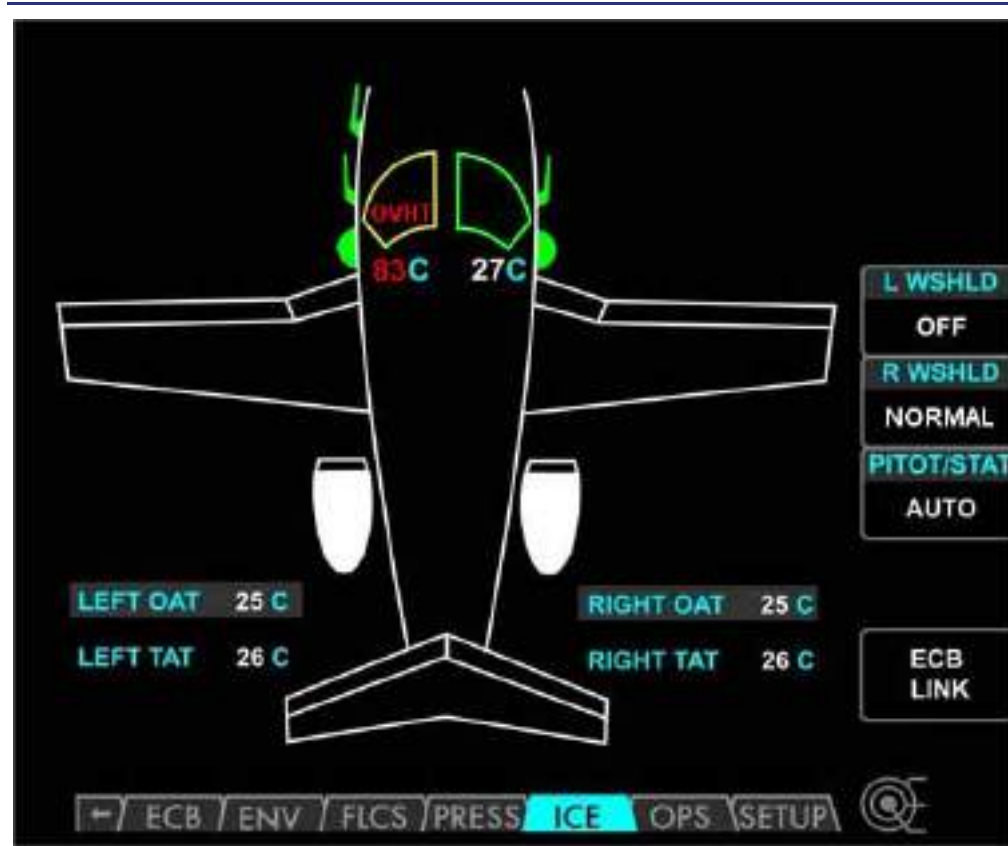 OVHT
83C 27C
L WSHLD
OFF
R WSHLD
NORMAL
PITOT/STAT
AUTO
LEFT OAT 25 C RIGHT OAT 25 C
LEFT TAT 26 C RIGHT TAT 26 C
ECB
LINK
← ECB ENV FLCS PRESS ICE OPS SETUP